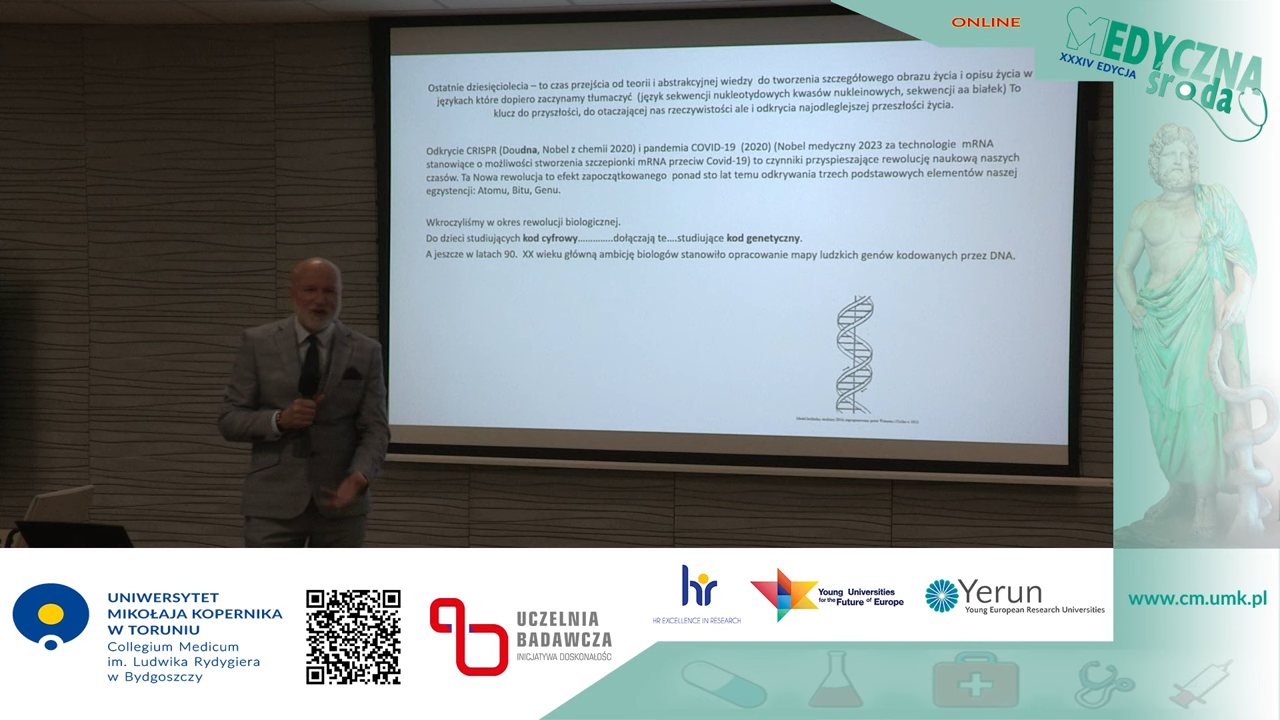 ONLINE
MEDYCZNA
XXXIV EDYCJA
środa
Ostatnie dziesięciolecia – to czas przejścia od teorii i abstrakcyjnej wiedzy do tworzenia szczegółowego obrazu życia i opisu życia w
językach które dopiero zaczynamy tłumaczyć (język sekwencji nukleotydowych kwasów nukleinowych, sekwencji aa białek) To
klucz do przyszłości, do otaczającej nas rzeczywistości ale i odkrycia najodleglejszej przeszłości życia.
Odkrycie CRISPR (Doudna, Nobel z chemii 2020) i pandemia COVID-19 (2020) (Nobel medyczny 2023 za technologie mRNA
stanowiące o możliwości stworzenia szczepionki mRNA przeciw Covid-19) to czynniki przyspieszające rewolucję naukową naszych
czasów. Ta Nowa rewolucja to efekt zapoczątkowanego ponad sto lat temu odkrywania trzech podstawowych elementów naszej
egzystencji: Atomu, Bitu, Genu.
Wkroczyliśmy w okres rewolucji biologicznej.
Do dzieci studiujących kod cyfrowy..............dołączają te....studiujące kod genetyczny.
A jeszcze w latach 90. XX wieku główną ambicję biologów stanowiło opracowanie mapy ludzkich genów kodowanych przez DNA.
UNIWERSYTET
MIKOŁAJA KOPERNIKA
W TORUNIU
Collegium Medicum
im. Ludwika Rydygiera
w Bydgoszczy
UCZELNIA
BADAWCZA
INICJATYWA DOSKONAŁOŚĆ
hr
HR EXCELLENCE IN RESEARCH
Young Universities
for the Future of Europe
Yerun
Young European Research Universities
www.cm.umk.pl